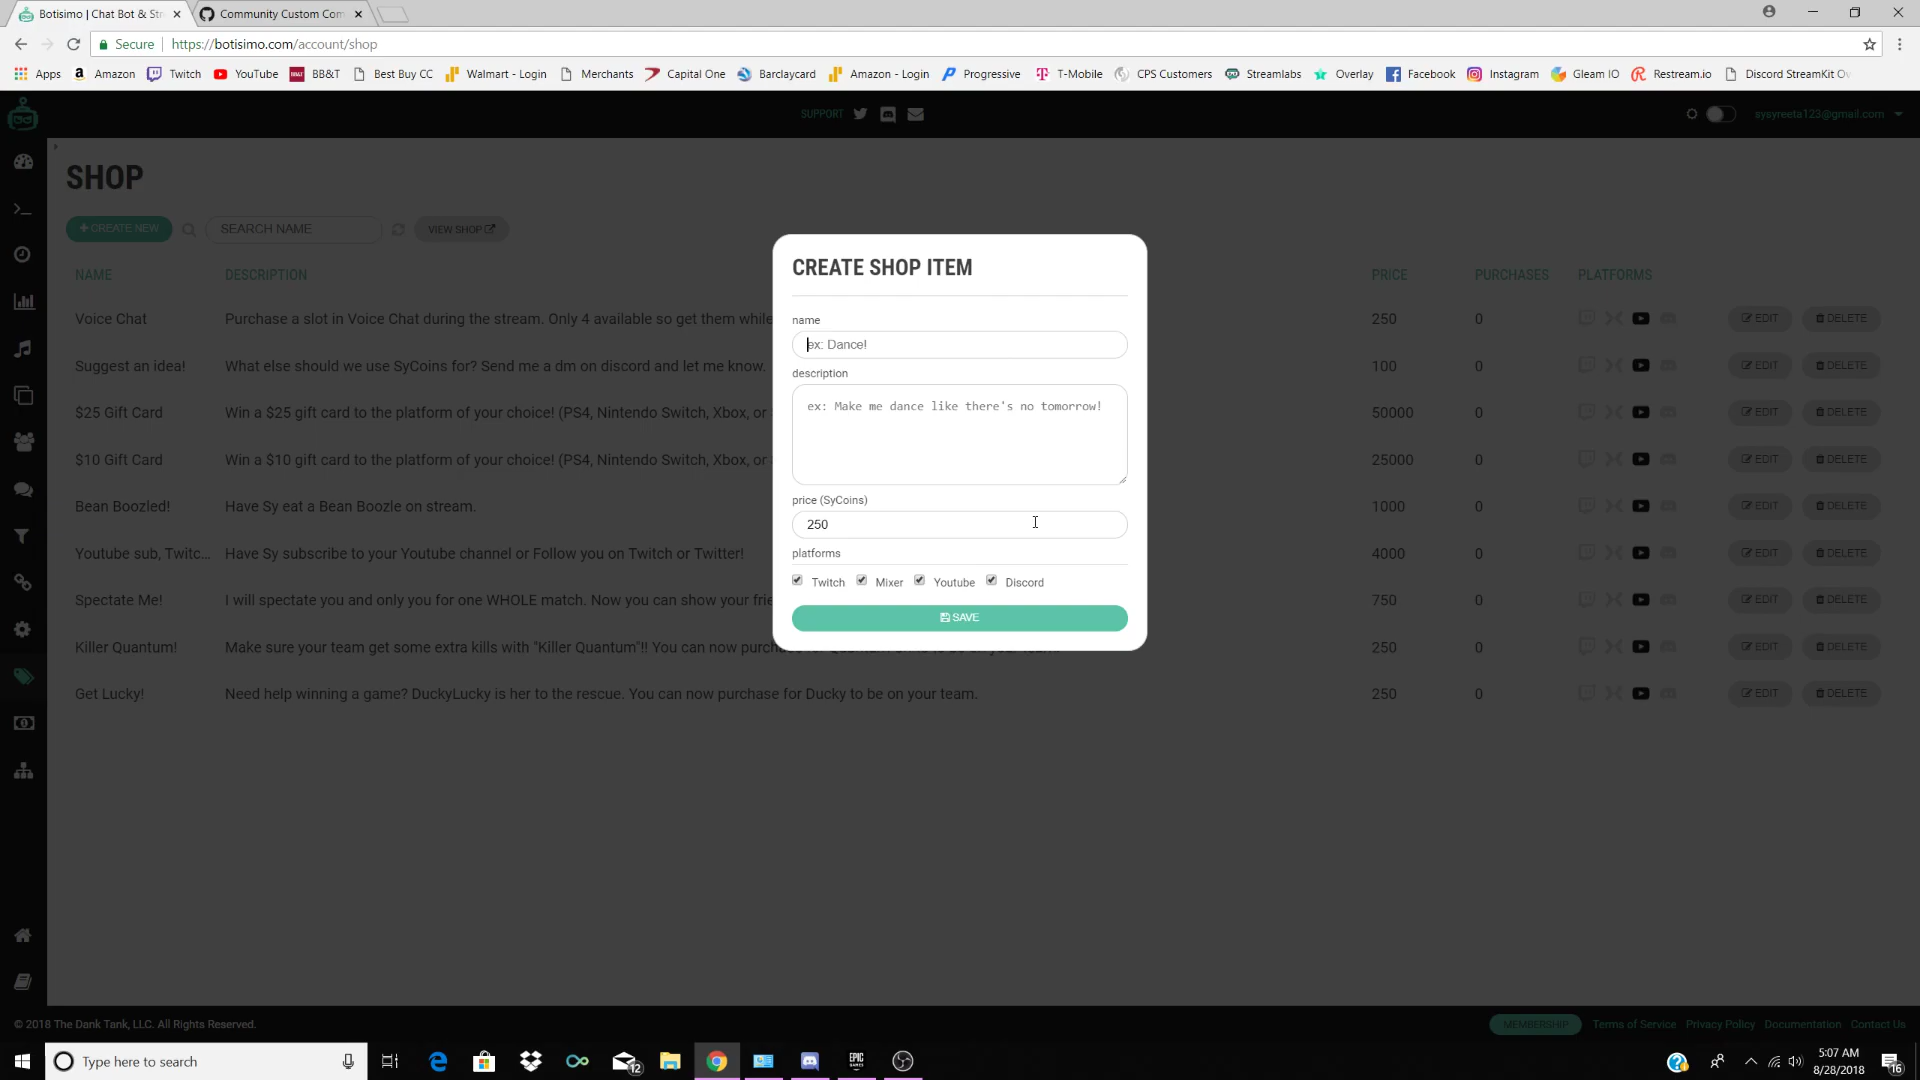 Botisimo | Chat Bot & Str
Community Custom Com
Secure
https://botisimo.com/account/shop
Apps
Amazon
Twitch
YouTube
BB&T
Best Buy CC
Walmart - Login
Merchants
Capital One
Barclaycard
Amazon - Login
Progressive
T-Mobile
CPS Customers
Streamlabs
Overlay
Facebook
Instagram
Gleam IO
Restream.io
Discord StreamKit Ov
SUPPORT
sysyreeta123@gmail.com
SHOP
+ CREATE NEW
SEARCH NAME
VIEW SHOP
NAME
DESCRIPTION
PRICE
PURCHASES
PLATFORMS
Voice Chat
Purchase a slot in Voice Chat during the stream. Only 4 available so get them while
250
0
EDIT
DELETE
Suggest an idea!
What else should we use SyCoins for? Send me a dm on discord and let me know.
100
0
EDIT
DELETE
$25 Gift Card
Win a $25 gift card to the platform of your choice! (PS4, Nintendo Switch, Xbox, or
50000
0
EDIT
DELETE
$10 Gift Card
Win a $10 gift card to the platform of your choice! (PS4, Nintendo Switch, Xbox, or
25000
0
EDIT
DELETE
Bean Boozled!
Have Sy eat a Bean Boozle on stream.
1000
0
EDIT
DELETE
Youtube sub, Twitc...
Have Sy subscribe to your Youtube channel or Follow you on Twitch or Twitter!
4000
0
EDIT
DELETE
Spectate Me!
I will spectate you and only you for one WHOLE match. Now you can show your frie
750
0
EDIT
DELETE
Killer Quantum!
Make sure your team get some extra kills with "Killer Quantum"!! You can now purch
250
0
EDIT
DELETE
Get Lucky!
Need help winning a game? DuckyLucky is her to the rescue. You can now purchase for Ducky to be on your team.
250
0
EDIT
DELETE
CREATE SHOP ITEM
name
ex: Dance!
description
ex: Make me dance like there's no tomorrow!
price (SyCoins)
250
platforms
Twitch
Mixer
Youtube
Discord
SAVE
© 2018 The Dank Tank, LLC. All Rights Reserved.
MEMBERSHIP
Terms of Service
Privacy Policy
Documentation
Contact Us
Type here to search
12
EPIC
GAMES
5:07 AM
8/28/2018
16